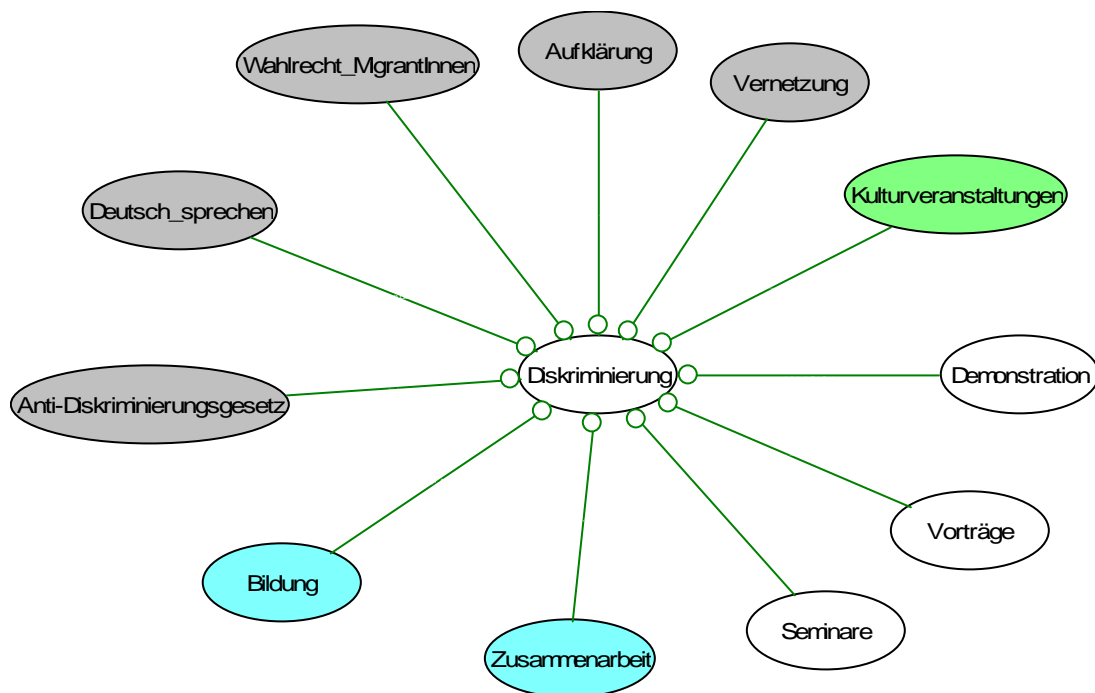 Aufklärung
Wahlrecht_MgrantInnen
Vernetzung
Kulturveranstaltungen
Deutsch_sprechen
Diskriminierung
Demonstration
Anti-Diskriminierungsgesetz
Vorträge
Bildung
Seminare
Zusammenarbeit